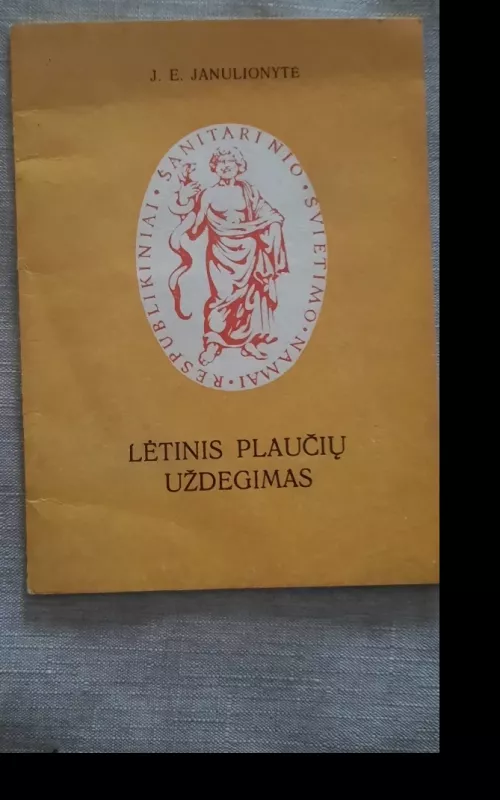 J. E. JANULIONYTĖ
RESPUBLIKINIAI · SANITARINIO · ŠVIETIMO · NAMAI ·
LĖTINIS PLAUČIŲ
UŽDEGIMAS